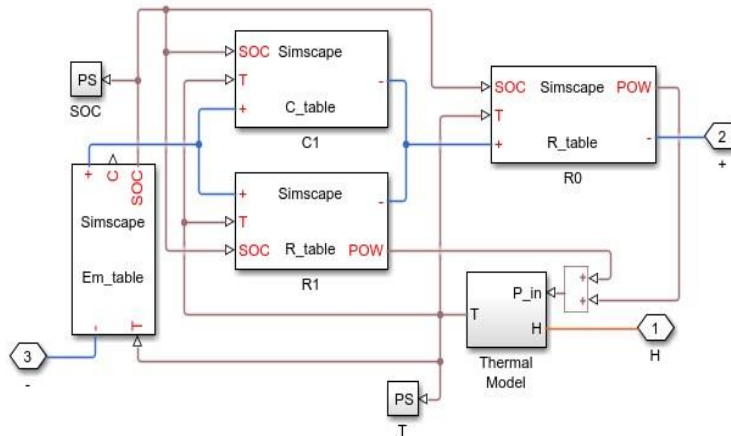 SOC Simscape
T
+ C_table -
C1
SOC Simscape POW
T
+ R_table -
R0
2
+
PS
SOC
+ C SOC
Simscape
Em_table
- T
3
-
+ Simscape -
T
SOC R_table POW
R1
+
+
P_in
T
H
Thermal
Model
1
H
PS
T